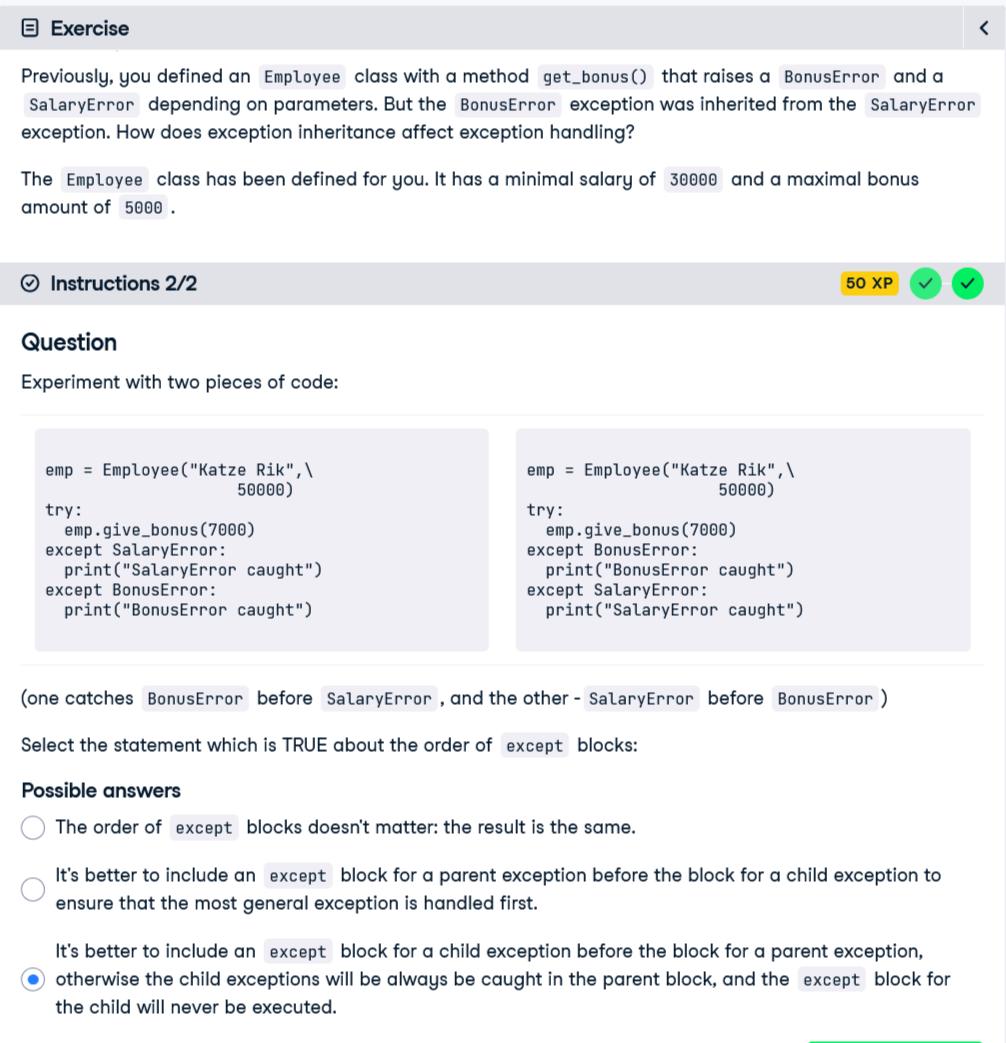 Exercise
Previously, you defined an Employee class with a method get_bonus() that raises a BonusError and a
SalaryError depending on parameters. But the BonusError exception was inherited from the SalaryError
exception. How does exception inheritance affect exception handling?
The Employee class has been defined for you. It has a minimal salary of 30000 and a maximal bonus
amount of 5000 .
Instructions 2/2
50 XP
Question
Experiment with two pieces of code:
emp = Employee("Katze Rik",\
                    50000)
try:
  emp.give_bonus(7000)
except SalaryError:
  print("SalaryError caught")
except BonusError:
  print("BonusError caught")
emp = Employee("Katze Rik",\
                    50000)
try:
  emp.give_bonus(7000)
except BonusError:
  print("BonusError caught")
except SalaryError:
  print("SalaryError caught")
(one catches BonusError before SalaryError , and the other - SalaryError before BonusError )
Select the statement which is TRUE about the order of except blocks:
Possible answers
The order of except blocks doesn't matter: the result is the same.
It's better to include an except block for a parent exception before the block for a child exception to
ensure that the most general exception is handled first.
It's better to include an except block for a child exception before the block for a parent exception,
otherwise the child exceptions will be always be caught in the parent block, and the except block for
the child will never be executed.